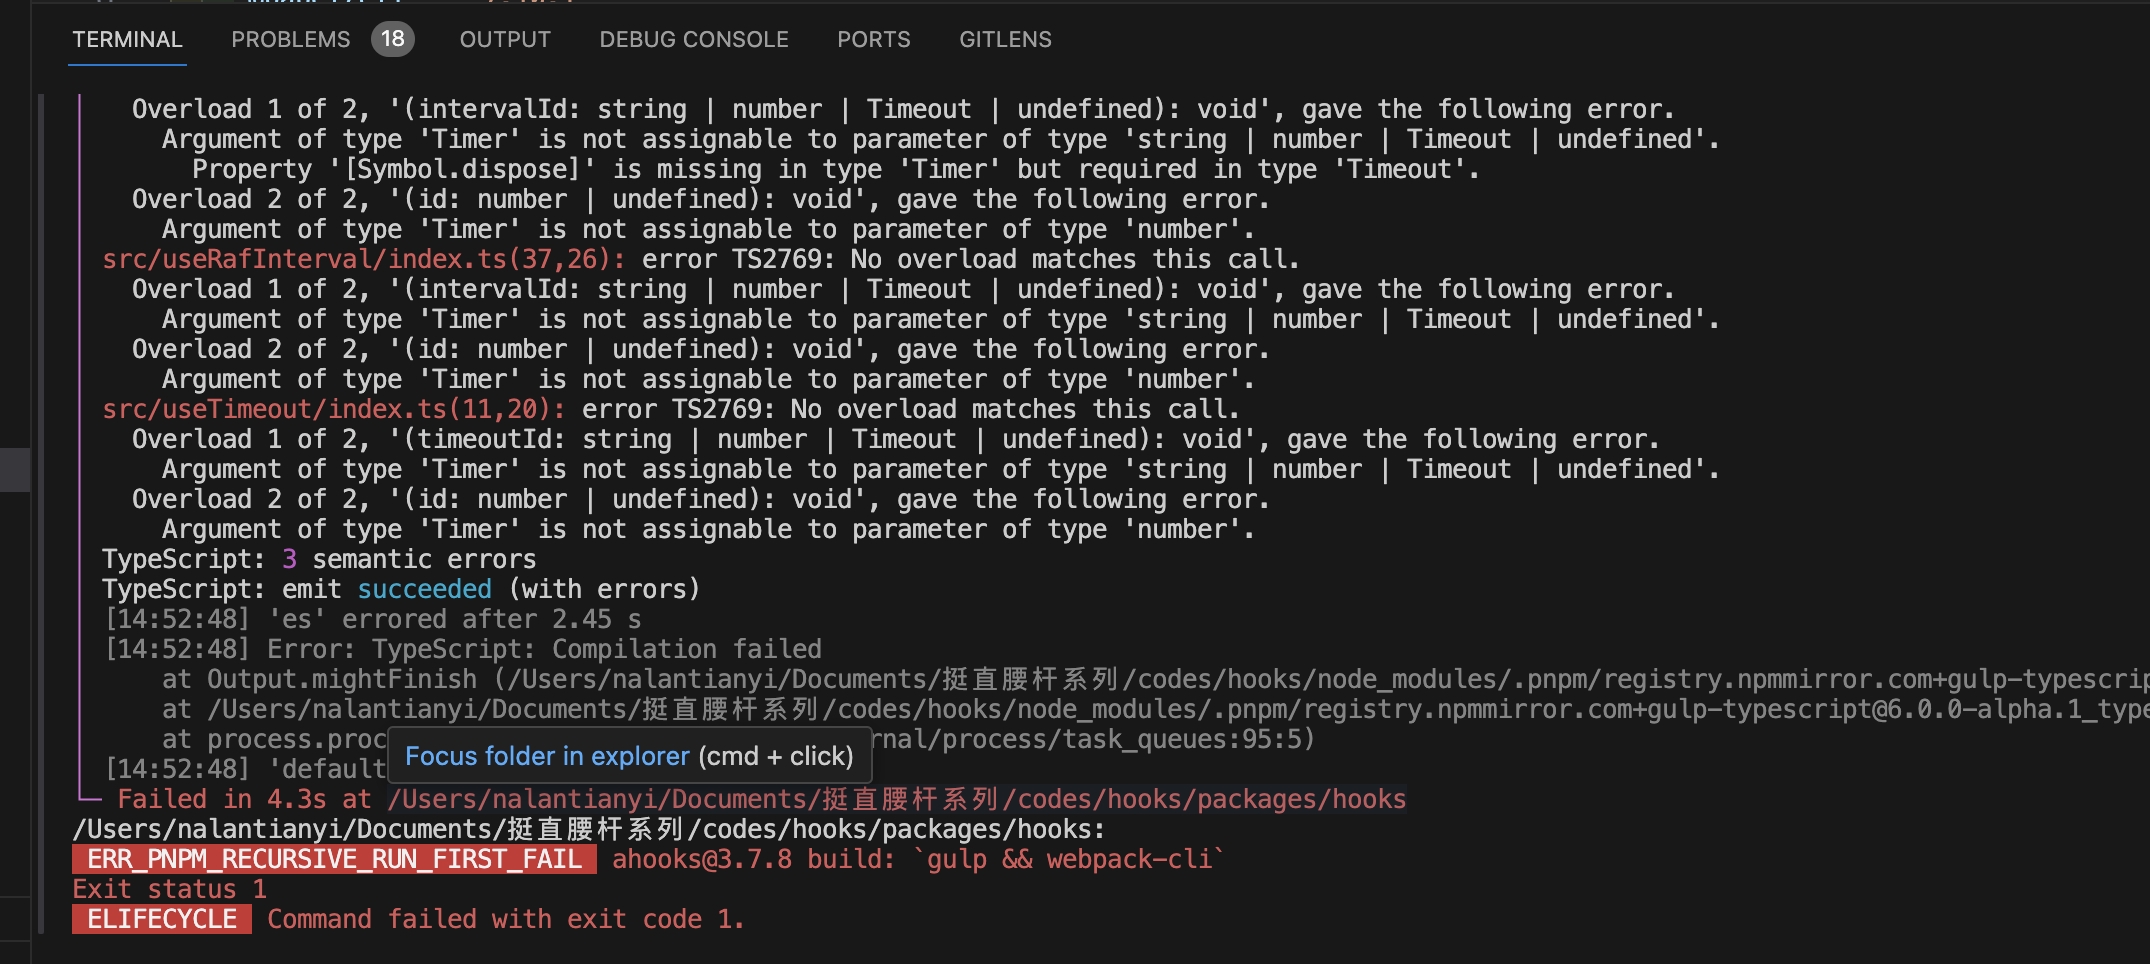 TERMINAL PROBLEMS 18 OUTPUT DEBUG CONSOLE PORTS GITLENS
Overload 1 of 2, '(intervalId: string | number | Timeout | undefined): void', gave the following error.
Argument of type 'Timer' is not assignable to parameter of type 'string | number | Timeout | undefined'.
Property '[Symbol.dispose]' is missing in type 'Timer' but required in type 'Timeout'.
Overload 2 of 2, '(id: number | undefined): void', gave the following error.
Argument of type 'Timer' is not assignable to parameter of type 'number'.
src/useRafInterval/index.ts(37,26): error TS2769: No overload matches this call.
Overload 1 of 2, '(intervalId: string | number | Timeout | undefined): void', gave the following error.
Argument of type 'Timer' is not assignable to parameter of type 'string | number | Timeout | undefined'.
Overload 2 of 2, '(id: number | undefined): void', gave the following error.
Argument of type 'Timer' is not assignable to parameter of type 'number'.
src/useTimeout/index.ts(11,20): error TS2769: No overload matches this call.
Overload 1 of 2, '(timeoutId: string | number | Timeout | undefined): void', gave the following error.
Argument of type 'Timer' is not assignable to parameter of type 'string | number | Timeout | undefined'.
Overload 2 of 2, '(id: number | undefined): void', gave the following error.
Argument of type 'Timer' is not assignable to parameter of type 'number'.
TypeScript: 3 semantic errors
TypeScript: emit succeeded (with errors)
[14:52:48] 'es' errored after 2.45 s
[14:52:48] Error: TypeScript: Compilation failed
at Output.mightFinish (/Users/nalantianyi/Documents/挺直腰杆系列/codes/hooks/node_modules/.pnpm/registry.npmmirror.com+gulp-typescrip
at /Users/nalantianyi/Documents/挺直腰杆系列/codes/hooks/node_modules/.pnpm/registry.npmmirror.com+gulp-typescript@6.0.0-alpha.1_type
at process.proc rnal/process/task_queues:95:5)
Focus folder in explorer (cmd + click)
[14:52:48] 'default
Failed in 4.3s at /Users/nalantianyi/Documents/挺直腰杆系列/codes/hooks/packages/hooks
/Users/nalantianyi/Documents/挺直腰杆系列/codes/hooks/packages/hooks:
ERR_PNPM_RECURSIVE_RUN_FIRST_FAIL ahooks@3.7.8 build: `gulp && webpack-cli`
Exit status 1
ELIFECYCLE Command failed with exit code 1.